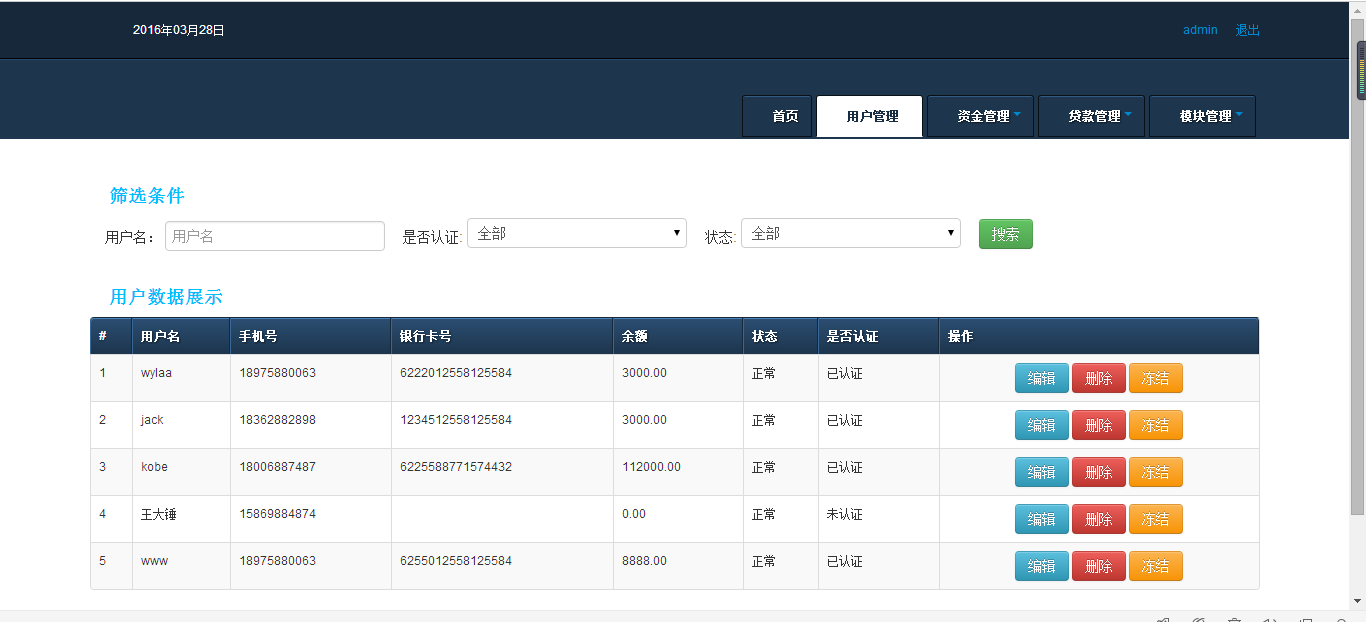 2016年03月28日 admin 退出
首页 用户管理 资金管理 贷款管理 模块管理
筛选条件
用户名： 用户名 是否认证: 全部 状态: 全部 搜索
用户数据展示
# 用户名 手机号 银行卡号 余额 状态 是否认证 操作
1 wylaa 18975880063 6222012558125584 3000.00 正常 已认证 编辑 删除 冻结
2 jack 18362882898 1234512558125584 3000.00 正常 已认证 编辑 删除 冻结
3 kobe 18006887487 6225588771574432 112000.00 正常 已认证 编辑 删除 冻结
4 王大锤 15869884874 0.00 正常 未认证 编辑 删除 冻结
5 www 18975880063 6255012558125584 8888.00 正常 已认证 编辑 删除 冻结